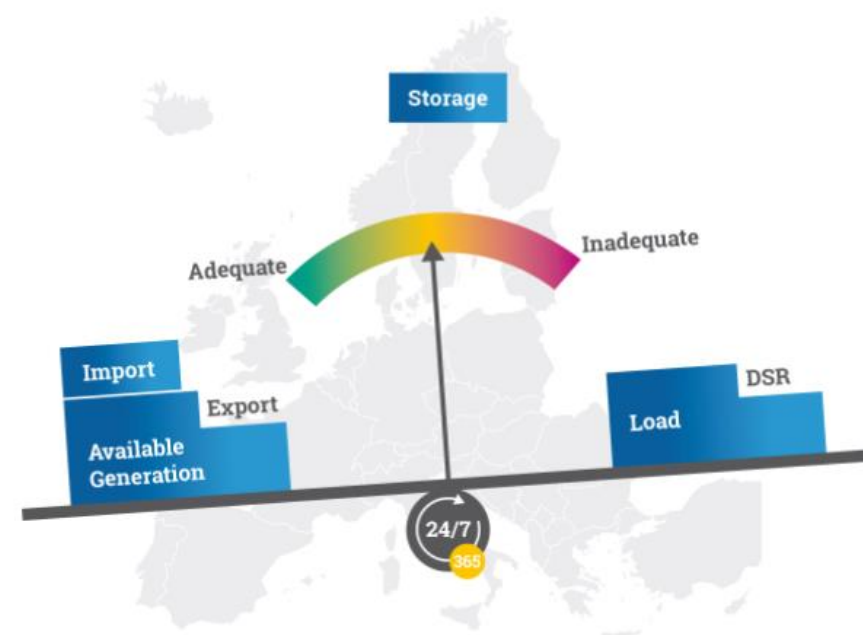 Storage
Adequate
Inadequate
Import
Export
Available
Generation
DSR
Load
24/7
365